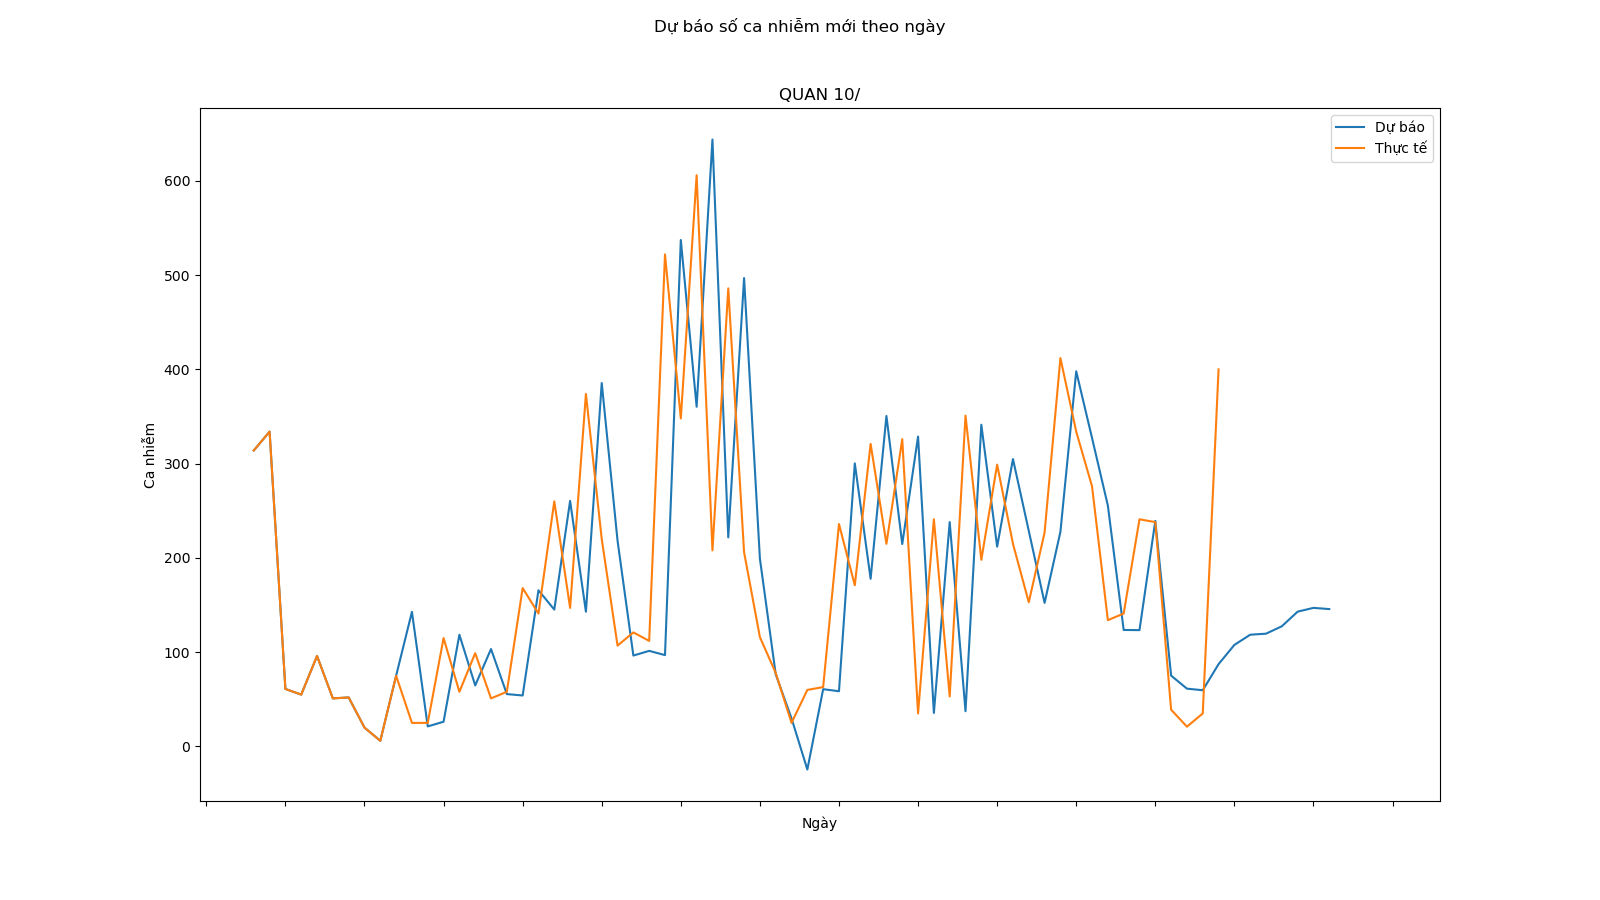 Dự báo số ca nhiễm mới theo ngày
QUAN 10/
Dự báo
Thực tế
600
500
400
300
200
100
0
Ca nhiễm
Ngày